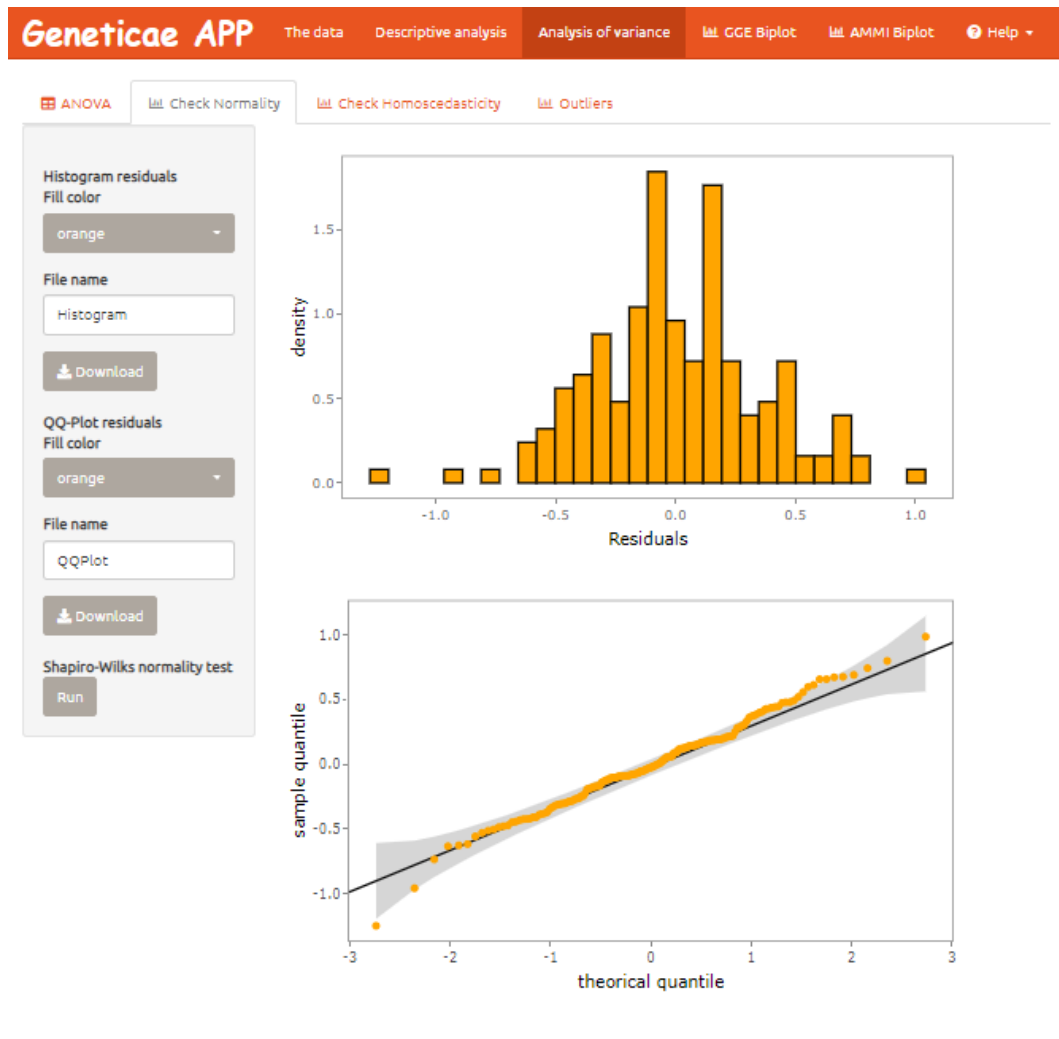 Geneticae APP The data Descriptive analysis Analysis of variance GGE Biplot AMMI Biplot Help
ANOVA Check Normality Check Homoscedasticity Outliers
Histogram residuals
Fill color
orange
File name
Histogram
Download
QQ-Plot residuals
Fill color
orange
File name
QQPlot
Download
Shapiro-Wilks normality test
Run
density
1.5
1.0
0.5
0.0
-1.0 -0.5 0.0 0.5 1.0
Residuals
sample quantile
1.0
0.5
0.0
-0.5
-1.0
-3 -2 -1 0 1 2 3
theorical quantile